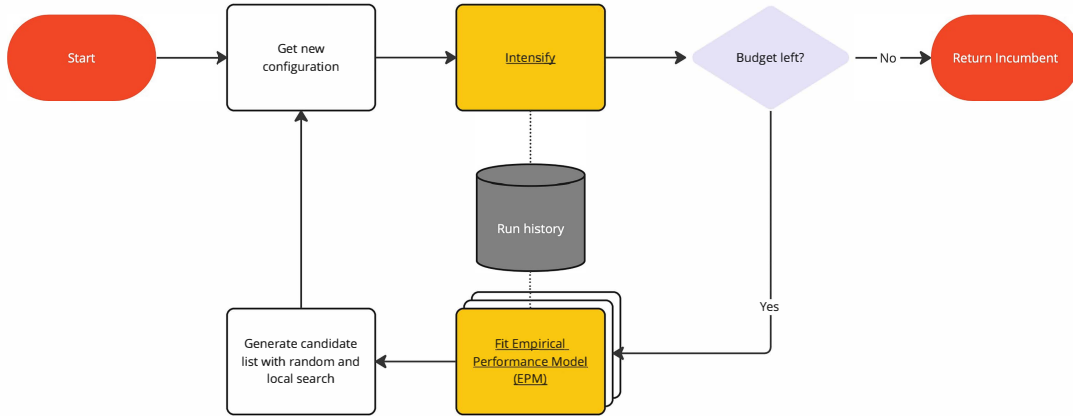 Start
Get new
configuration
Intensify
Budget left?
No
Return Incumbent
Run history
Yes
Generate candidate
list with random and
local search
Fit Empirical
Performance Model
(EPM)